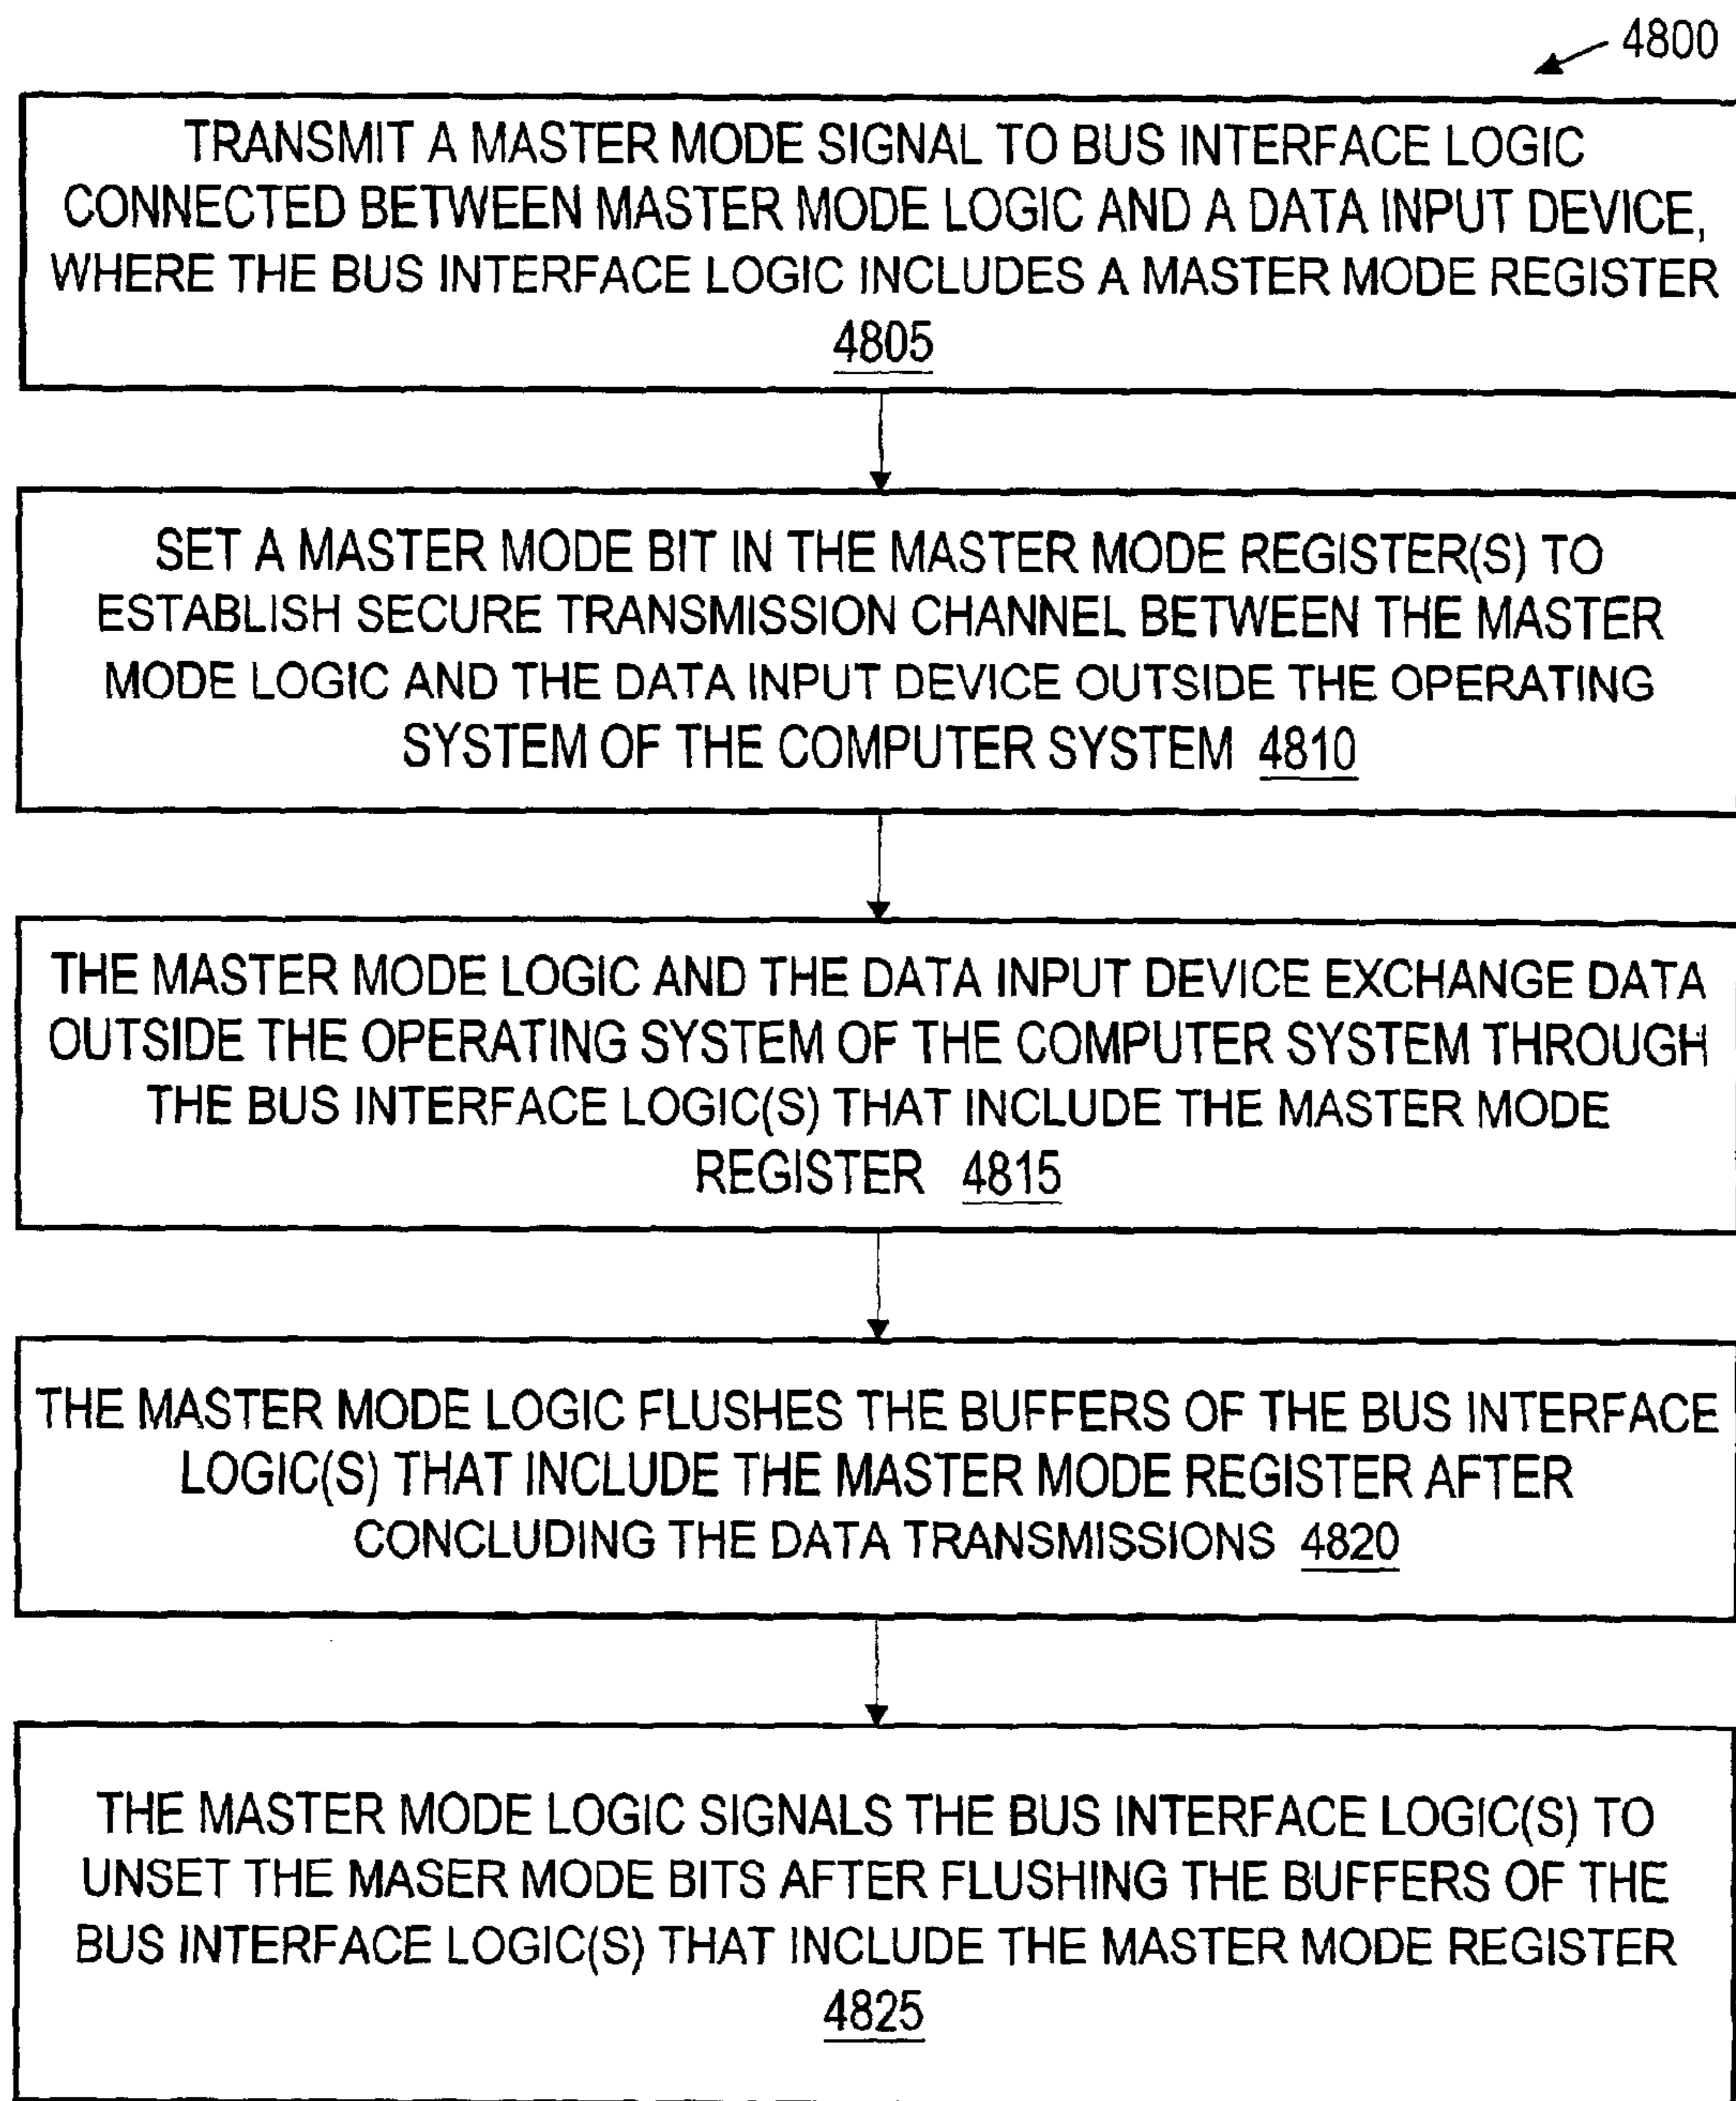 4800
TRANSMIT A MASTER MODE SIGNAL TO BUS INTERFACE LOGIC
CONNECTED BETWEEN MASTER MODE LOGIC AND A DATA INPUT DEVICE,
WHERE THE BUS INTERFACE LOGIC INCLUDES A MASTER MODE REGISTER
4805
SET A MASTER MODE BIT IN THE MASTER MODE REGISTER(S) TO
ESTABLISH SECURE TRANSMISSION CHANNEL BETWEEN THE MASTER
MODE LOGIC AND THE DATA INPUT DEVICE OUTSIDE THE OPERATING
SYSTEM OF THE COMPUTER SYSTEM 4810
THE MASTER MODE LOGIC AND THE DATA INPUT DEVICE EXCHANGE DATA
OUTSIDE THE OPERATING SYSTEM OF THE COMPUTER SYSTEM THROUGH
THE BUS INTERFACE LOGIC(S) THAT INCLUDE THE MASTER MODE
REGISTER 4815
THE MASTER MODE LOGIC FLUSHES THE BUFFERS OF THE BUS INTERFACE
LOGIC(S) THAT INCLUDE THE MASTER MODE REGISTER AFTER
CONCLUDING THE DATA TRANSMISSIONS 4820
THE MASTER MODE LOGIC SIGNALS THE BUS INTERFACE LOGIC(S) TO
UNSET THE MASER MODE BITS AFTER FLUSHING THE BUFFERS OF THE
BUS INTERFACE LOGIC(S) THAT INCLUDE THE MASTER MODE REGISTER
4825